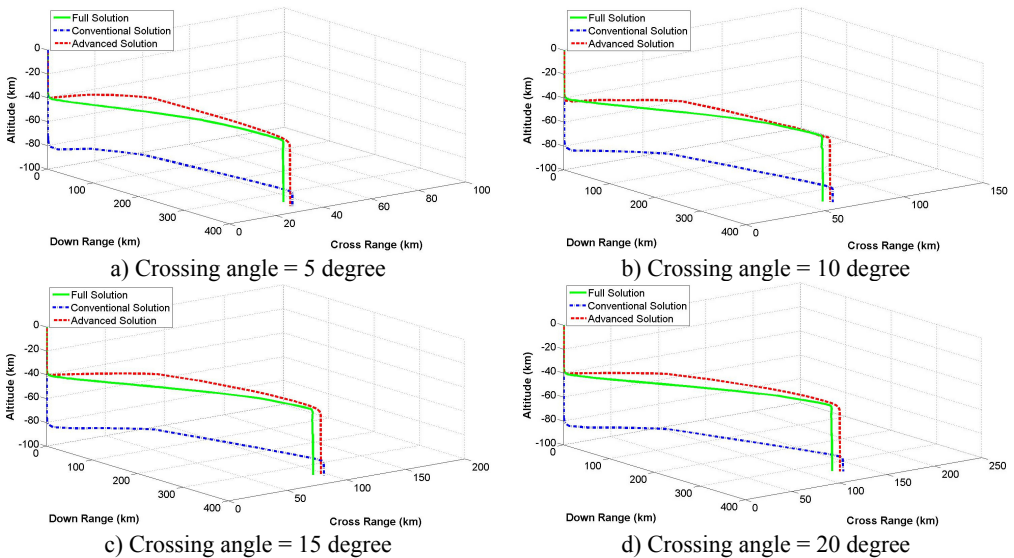 Full Solution
Conventional Solution
Advanced Solution
0
-20
-40
-60
-80
-100
Altitude (km)
0
100
200
300
400
Down Range (km)
0
20
40
60
80
100
Cross Range (km)
a) Crossing angle = 5 degree
Full Solution
Conventional Solution
Advanced Solution
0
-20
-40
-60
-80
-100
Altitude (km)
0
100
200
300
400
Down Range (km)
0
50
100
150
Cross Range (km)
b) Crossing angle = 10 degree
Full Solution
Conventional Solution
Advanced Solution
0
-20
-40
-60
-80
-100
Altitude (km)
0
100
200
300
400
Down Range (km)
0
50
100
150
200
Cross Range (km)
c) Crossing angle = 15 degree
Full Solution
Conventional Solution
Advanced Solution
0
-20
-40
-60
-80
-100
Altitude (km)
0
100
200
300
400
Down Range (km)
0
50
100
150
200
250
Cross Range (km)
d) Crossing angle = 20 degree